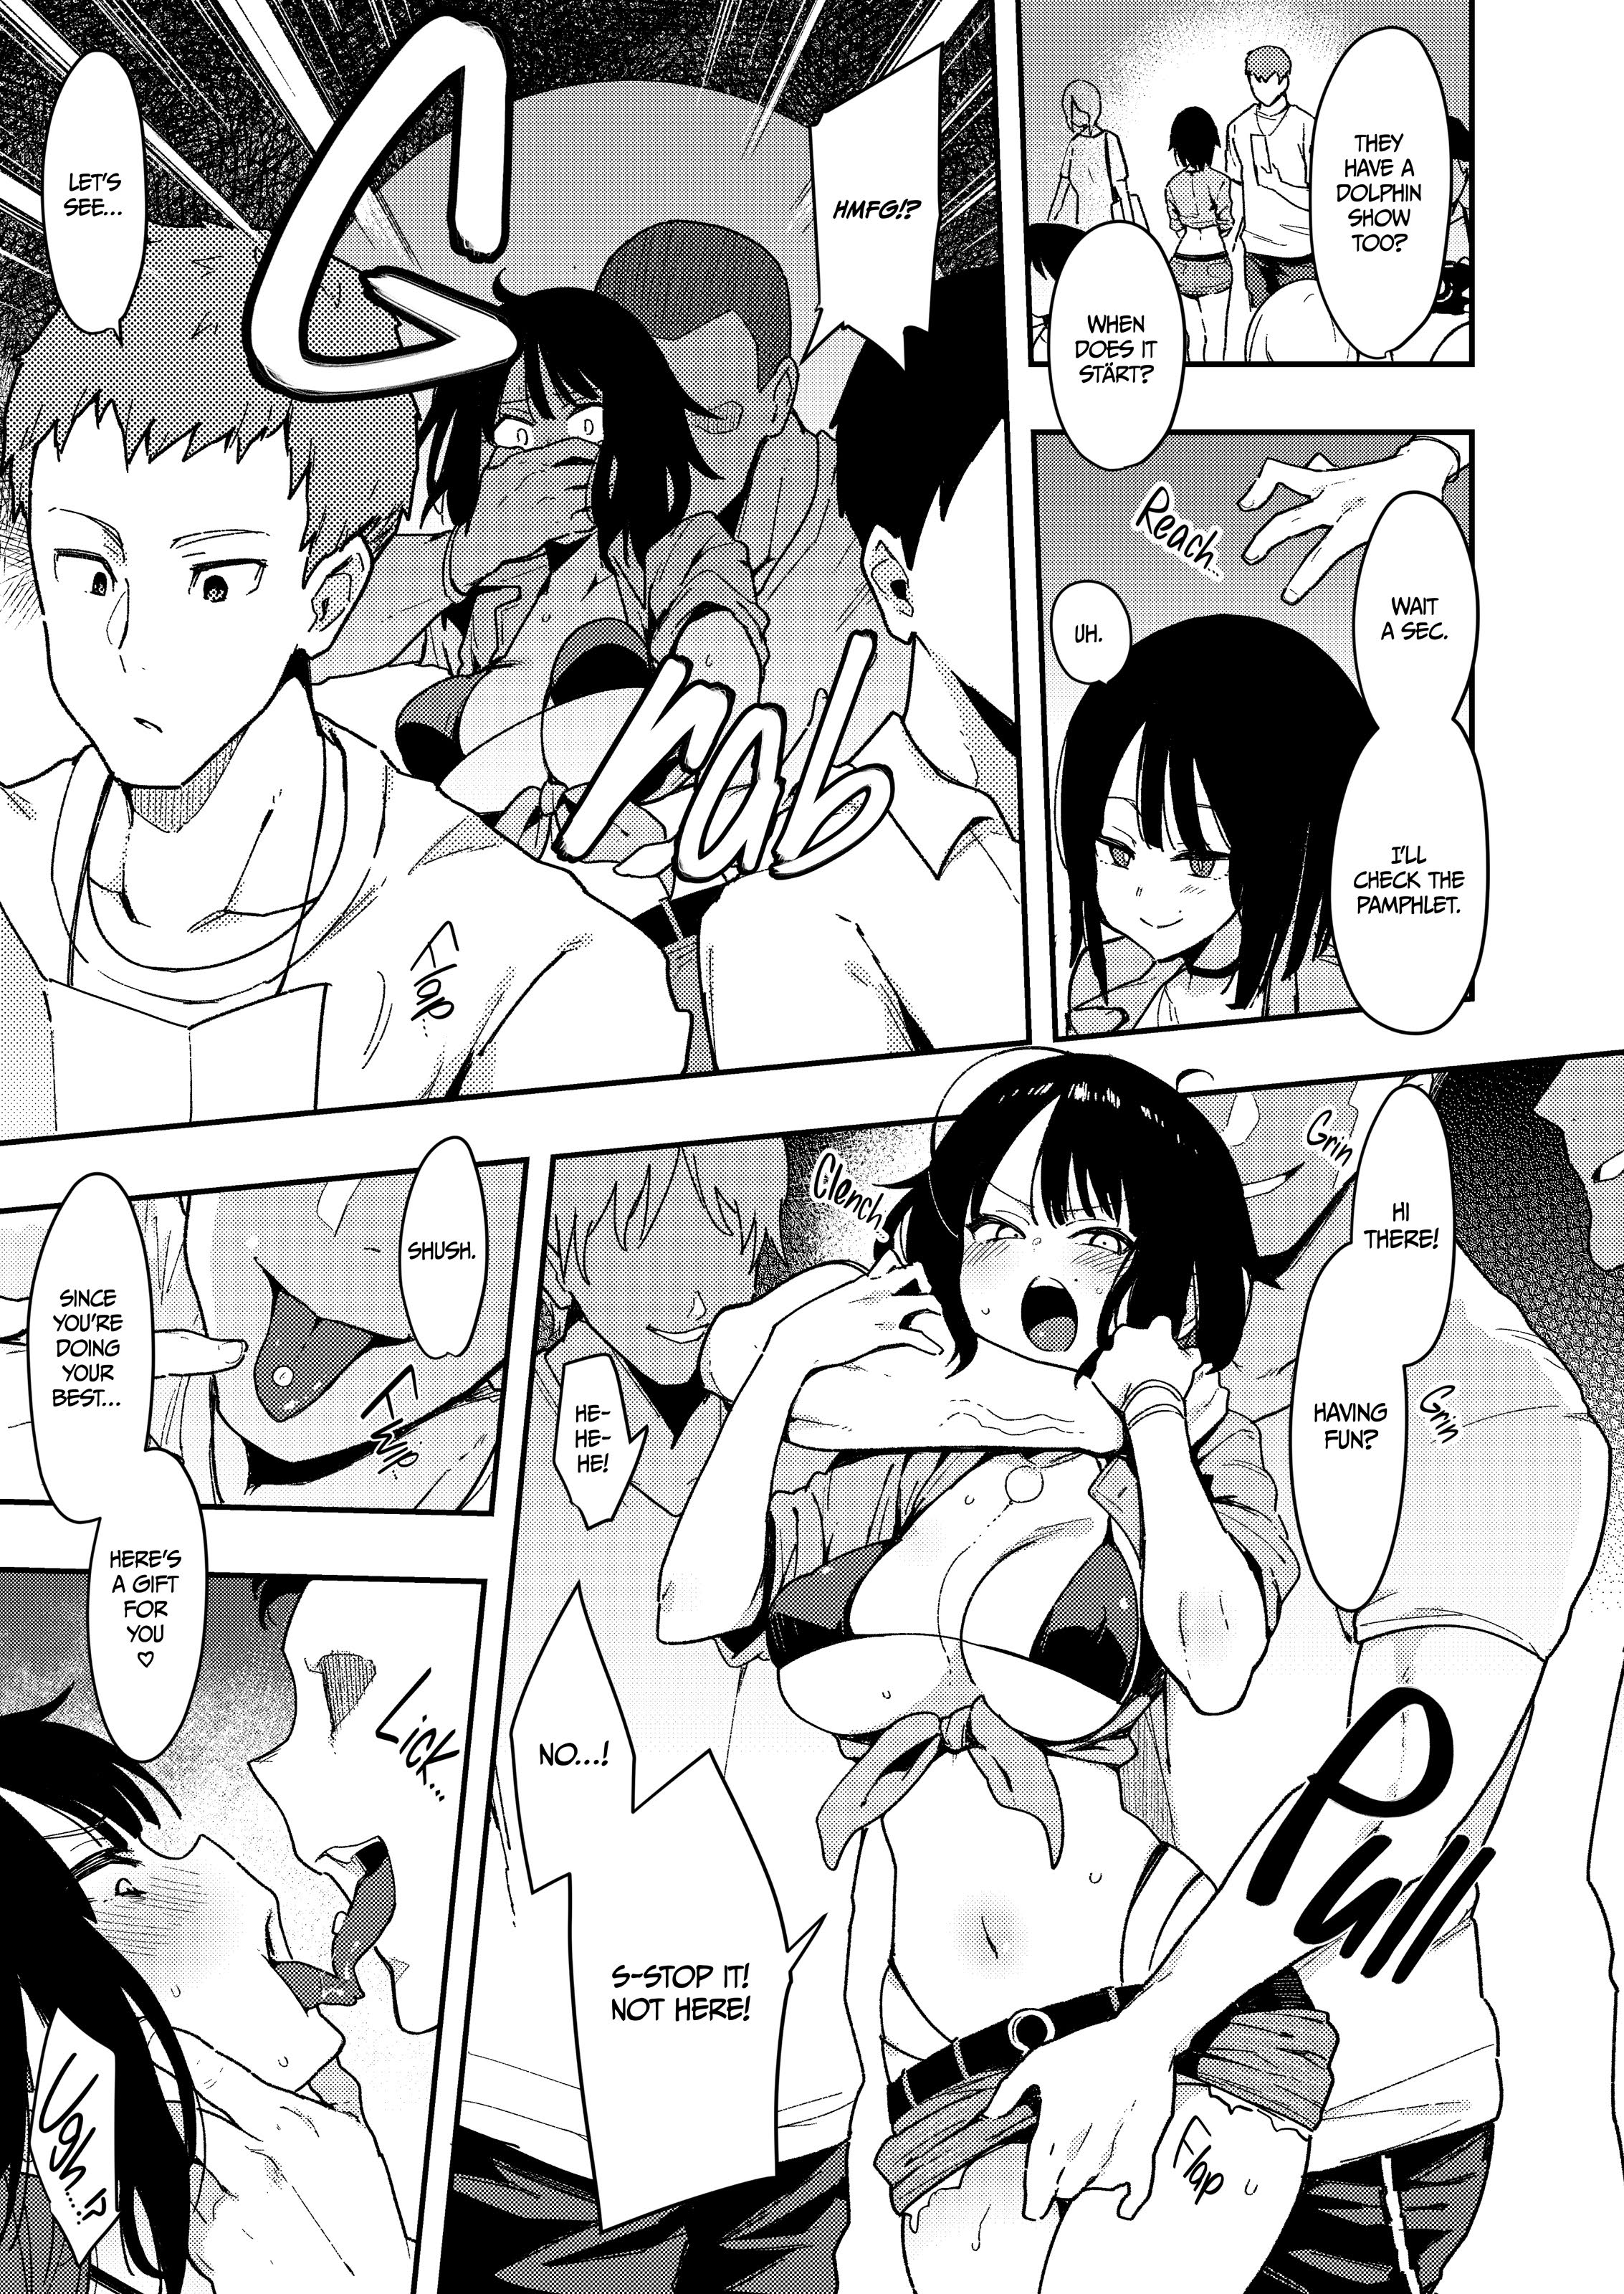 THEY
HAVE A
DOLPHIN
SHOW
TOO?
WHEN
DOES IT
STÄRT?
Reach...
WAIT
A SEC.
UH.
I'LL
CHECK THE
PAMPHLET.
HMFG!?
Grab
LET'S
SEE...
Flap...
HI
THERE!
Grin
HAVING
FUN?
Grin
Clench...
HE-
HE-
HE!
NO...!
S-STOP IT!
NOT HERE!
Pull
Flap
SHUSH.
Fwip...
SINCE
YOU'RE
DOING
YOUR
BEST...
HERE'S
A GIFT
FOR
YOU
♡
Lick...
Ugh...!?